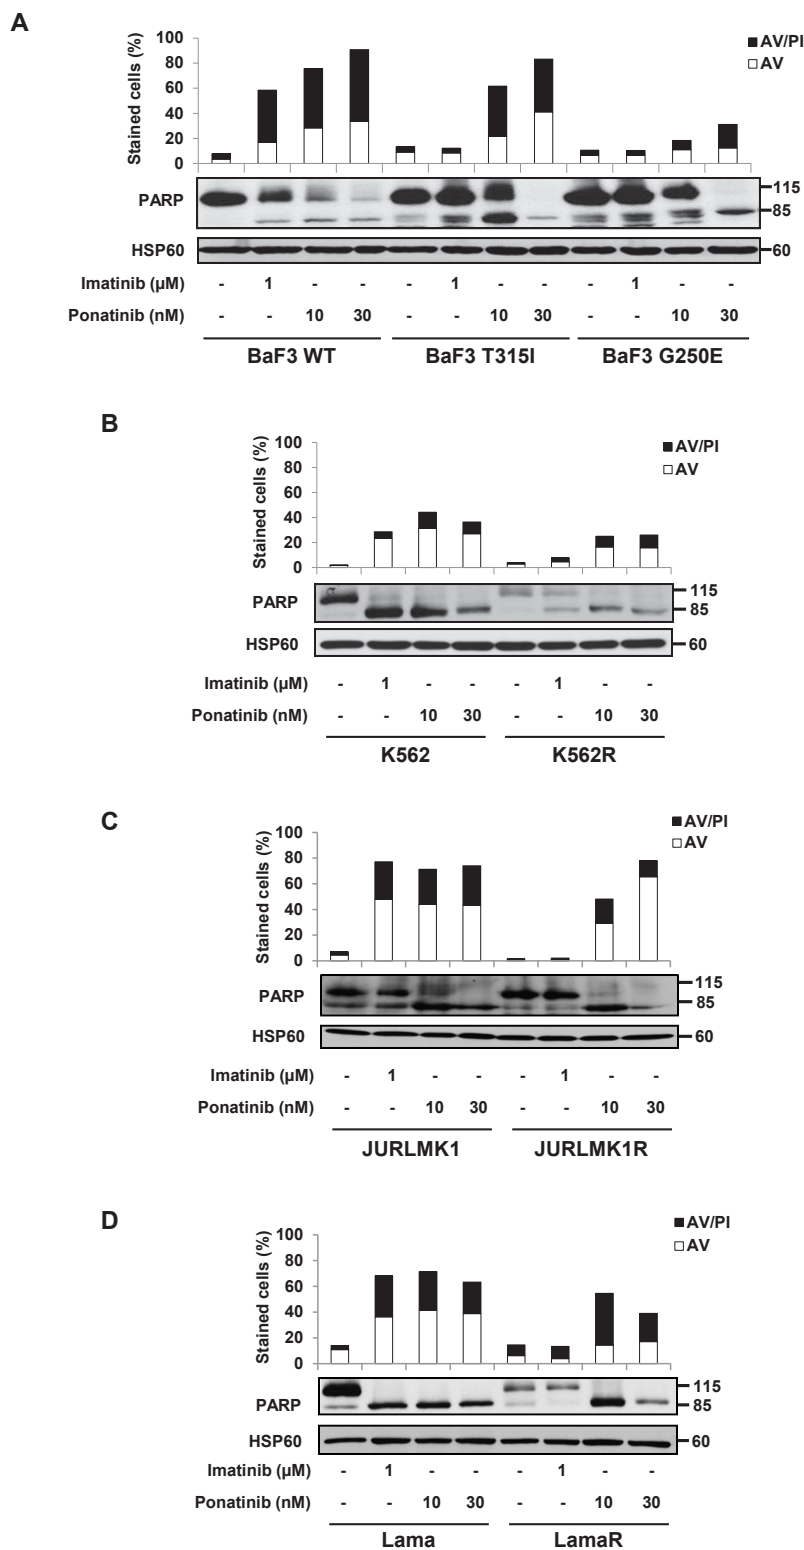 A
Stained cells (%)
100
80
60
40
20
0
AV/PI
AV
PARP
115
85
HSP60
60
Imatinib (µM) - 1 - - - 1 - - - 1 - -
Ponatinib (nM) - - 10 30 - - 10 30 - - 10 30
BaF3 WT BaF3 T315I BaF3 G250E
B
Stained cells (%)
100
80
60
40
20
0
AV/PI
AV
PARP
115
85
HSP60
60
Imatinib (µM) - 1 - - - 1 - -
Ponatinib (nM) - - 10 30 - - 10 30
K562 K562R
C
Stained cells (%)
100
80
60
40
20
0
AV/PI
AV
PARP
115
85
HSP60
60
Imatinib (µM) - 1 - - - 1 - -
Ponatinib (nM) - - 10 30 - - 10 30
JURLMK1 JURLMK1R
D
Stained cells (%)
100
80
60
40
20
0
AV/PI
AV
PARP
115
85
HSP60
60
Imatinib (µM) - 1 - - - 1 - -
Ponatinib (nM) - - 10 30 - - 10 30
Lama LamaR